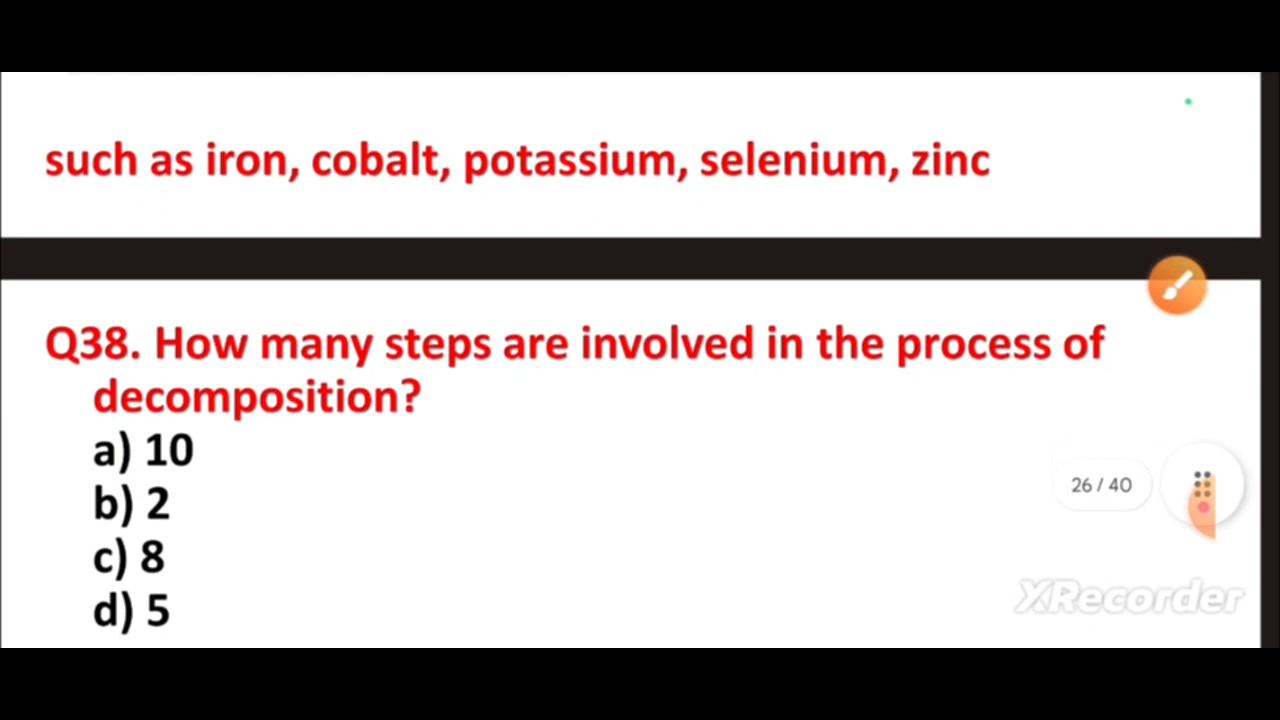 such as iron, cobalt, potassium, selenium, zinc
Q38. How many steps are involved in the process of
decomposition?
a) 10
b) 2
c) 8
26 / 40
d) 5
XRecorder